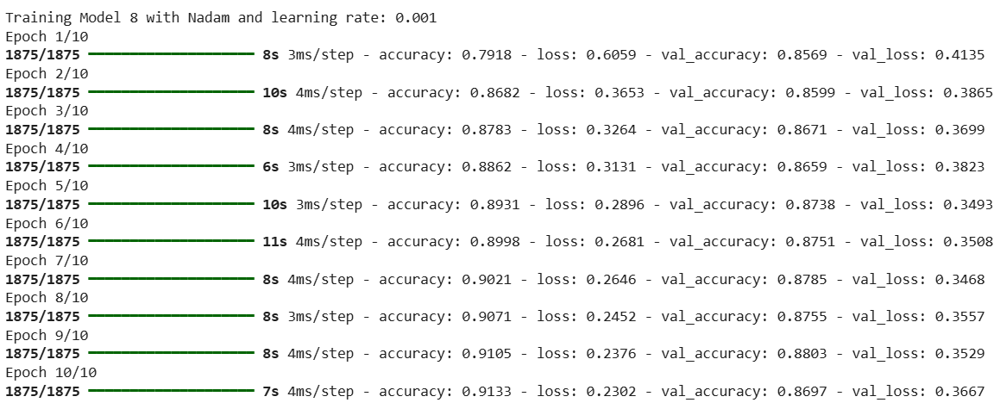 Training Model 8 with Nadam and learning rate: 0.001
Epoch 1/10
1875/1875 ━━━━━━━━━━━━━━━━━━━━ 8s 3ms/step - accuracy: 0.7918 - loss: 0.6059 - val_accuracy: 0.8569 - val_loss: 0.4135
Epoch 2/10
1875/1875 ━━━━━━━━━━━━━━━━━━━━ 10s 4ms/step - accuracy: 0.8682 - loss: 0.3653 - val_accuracy: 0.8599 - val_loss: 0.3865
Epoch 3/10
1875/1875 ━━━━━━━━━━━━━━━━━━━━ 8s 4ms/step - accuracy: 0.8783 - loss: 0.3264 - val_accuracy: 0.8671 - val_loss: 0.3699
Epoch 4/10
1875/1875 ━━━━━━━━━━━━━━━━━━━━ 6s 3ms/step - accuracy: 0.8862 - loss: 0.3131 - val_accuracy: 0.8659 - val_loss: 0.3823
Epoch 5/10
1875/1875 ━━━━━━━━━━━━━━━━━━━━ 10s 3ms/step - accuracy: 0.8931 - loss: 0.2896 - val_accuracy: 0.8738 - val_loss: 0.3493
Epoch 6/10
1875/1875 ━━━━━━━━━━━━━━━━━━━━ 11s 4ms/step - accuracy: 0.8998 - loss: 0.2681 - val_accuracy: 0.8751 - val_loss: 0.3508
Epoch 7/10
1875/1875 ━━━━━━━━━━━━━━━━━━━━ 8s 4ms/step - accuracy: 0.9021 - loss: 0.2646 - val_accuracy: 0.8785 - val_loss: 0.3468
Epoch 8/10
1875/1875 ━━━━━━━━━━━━━━━━━━━━ 8s 3ms/step - accuracy: 0.9071 - loss: 0.2452 - val_accuracy: 0.8755 - val_loss: 0.3557
Epoch 9/10
1875/1875 ━━━━━━━━━━━━━━━━━━━━ 8s 4ms/step - accuracy: 0.9105 - loss: 0.2376 - val_accuracy: 0.8803 - val_loss: 0.3529
Epoch 10/10
1875/1875 ━━━━━━━━━━━━━━━━━━━━ 7s 4ms/step - accuracy: 0.9133 - loss: 0.2302 - val_accuracy: 0.8697 - val_loss: 0.3667